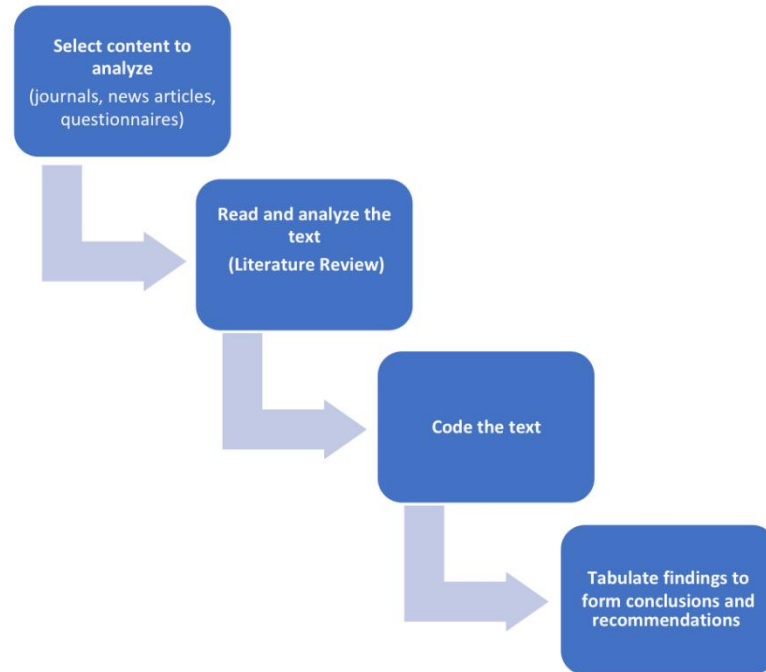 Select content to
analyze
(journals, news articles,
questionnaires)
Read and analyze the
text
(Literature Review)
Code the text
Tabulate findings to
form conclusions and
recommendations